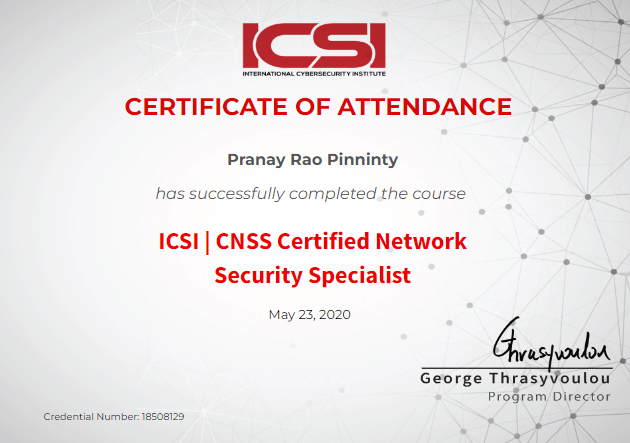 ICSI
INTERNATIONAL CYBERSECURITY INSTITUTE
CERTIFICATE OF ATTENDANCE
Pranay Rao Pinninty
has successfully completed the course
ICSI | CNSS Certified Network
Security Specialist
May 23, 2020
Thrasyvoulou
George Thrasyvoulou
Program Director
Credential Number: 18508129